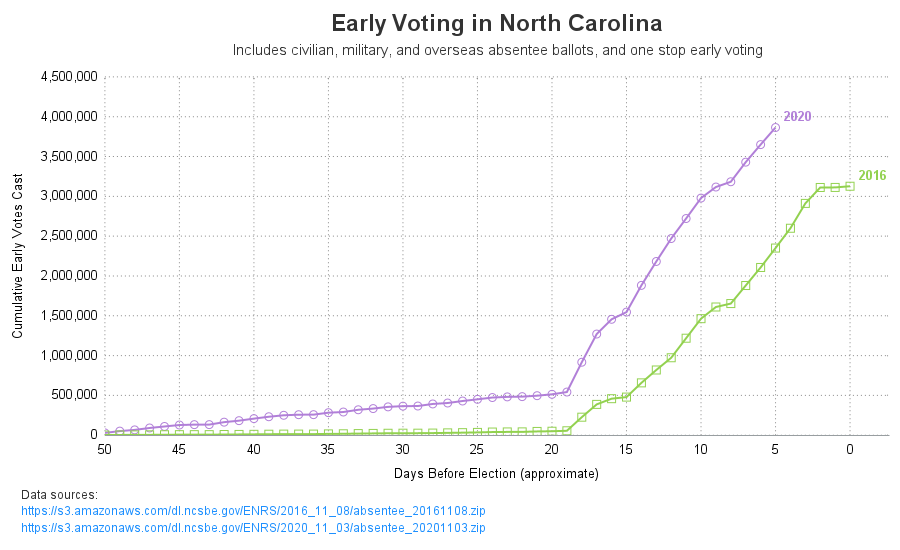 Early Voting in North Carolina
Includes civilian, military, and overseas absentee ballots, and one stop early voting
Cumulative Early Votes Cast
4,500,000
4,000,000
3,500,000
3,000,000
2,500,000
2,000,000
1,500,000
1,000,000
500,000
0
2020
2016
50 45 40 35 30 25 20 15 10 5 0
Days Before Election (approximate)
Data sources:
https://s3.amazonaws.com/dl.ncsbe.gov/ENRS/2016_11_08/absentee_20161108.zip
https://s3.amazonaws.com/dl.ncsbe.gov/ENRS/2020_11_03/absentee_20201103.zip